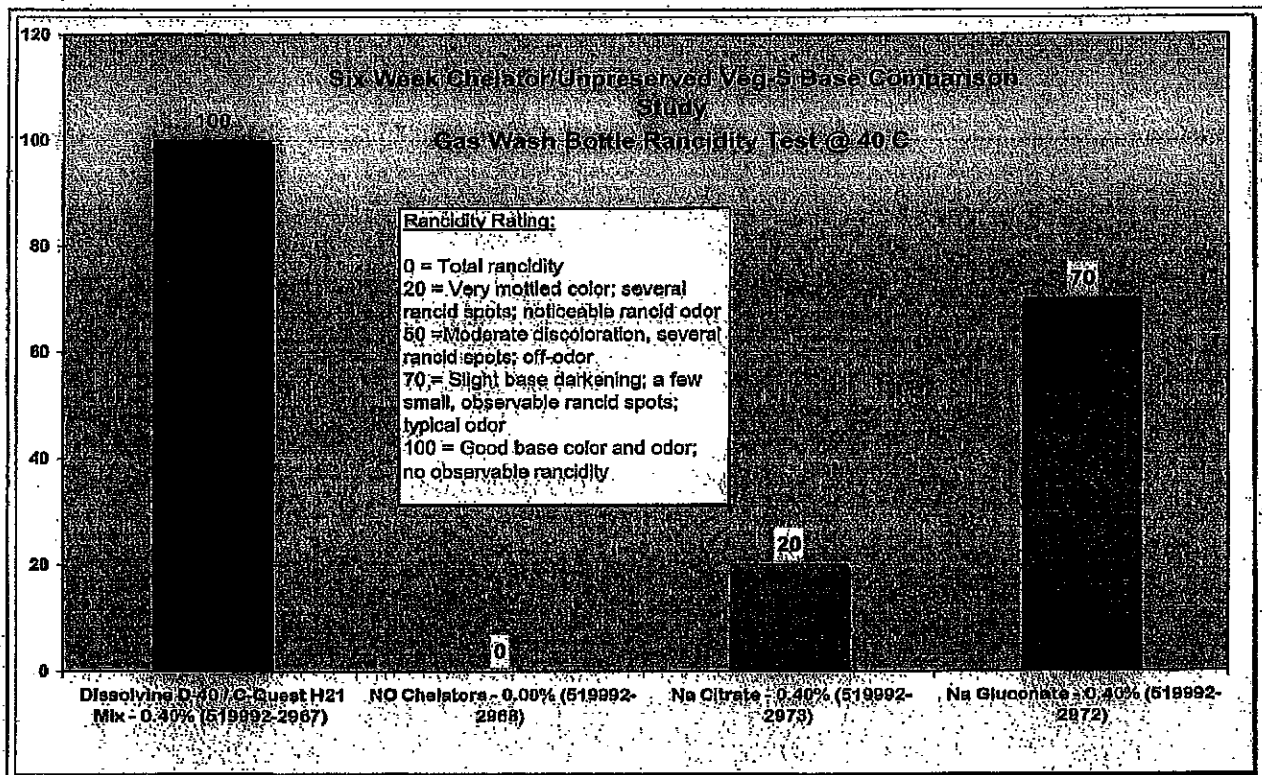 120
Six Week Chelator/Unpreserved Veg-S Base Comparison
Study
Gas Wash Bottle Rancidity Test @ 40 C
100
100
80
60
40
20
0
Rancidity Rating:
0 = Total rancidity
20 = Very mottled color; several
rancid spots; noticeable rancid odor
50 =Moderate discoloration, several
rancid spots; off-odor
70 = Slight base darkening; a few
small, observable rancid spots;
typical odor
100 = Good base color and odor;
no observable rancidity
70
20
0
Dissolvine D-40 / C-Quest H21
Mix - 0.40% (519992-2967)
NO Chelators - 0.00% (519992-
2968)
Na Citrate - 0.40% (519992-
2973)
Na Gluconate - 0.40% (519992-
2972)